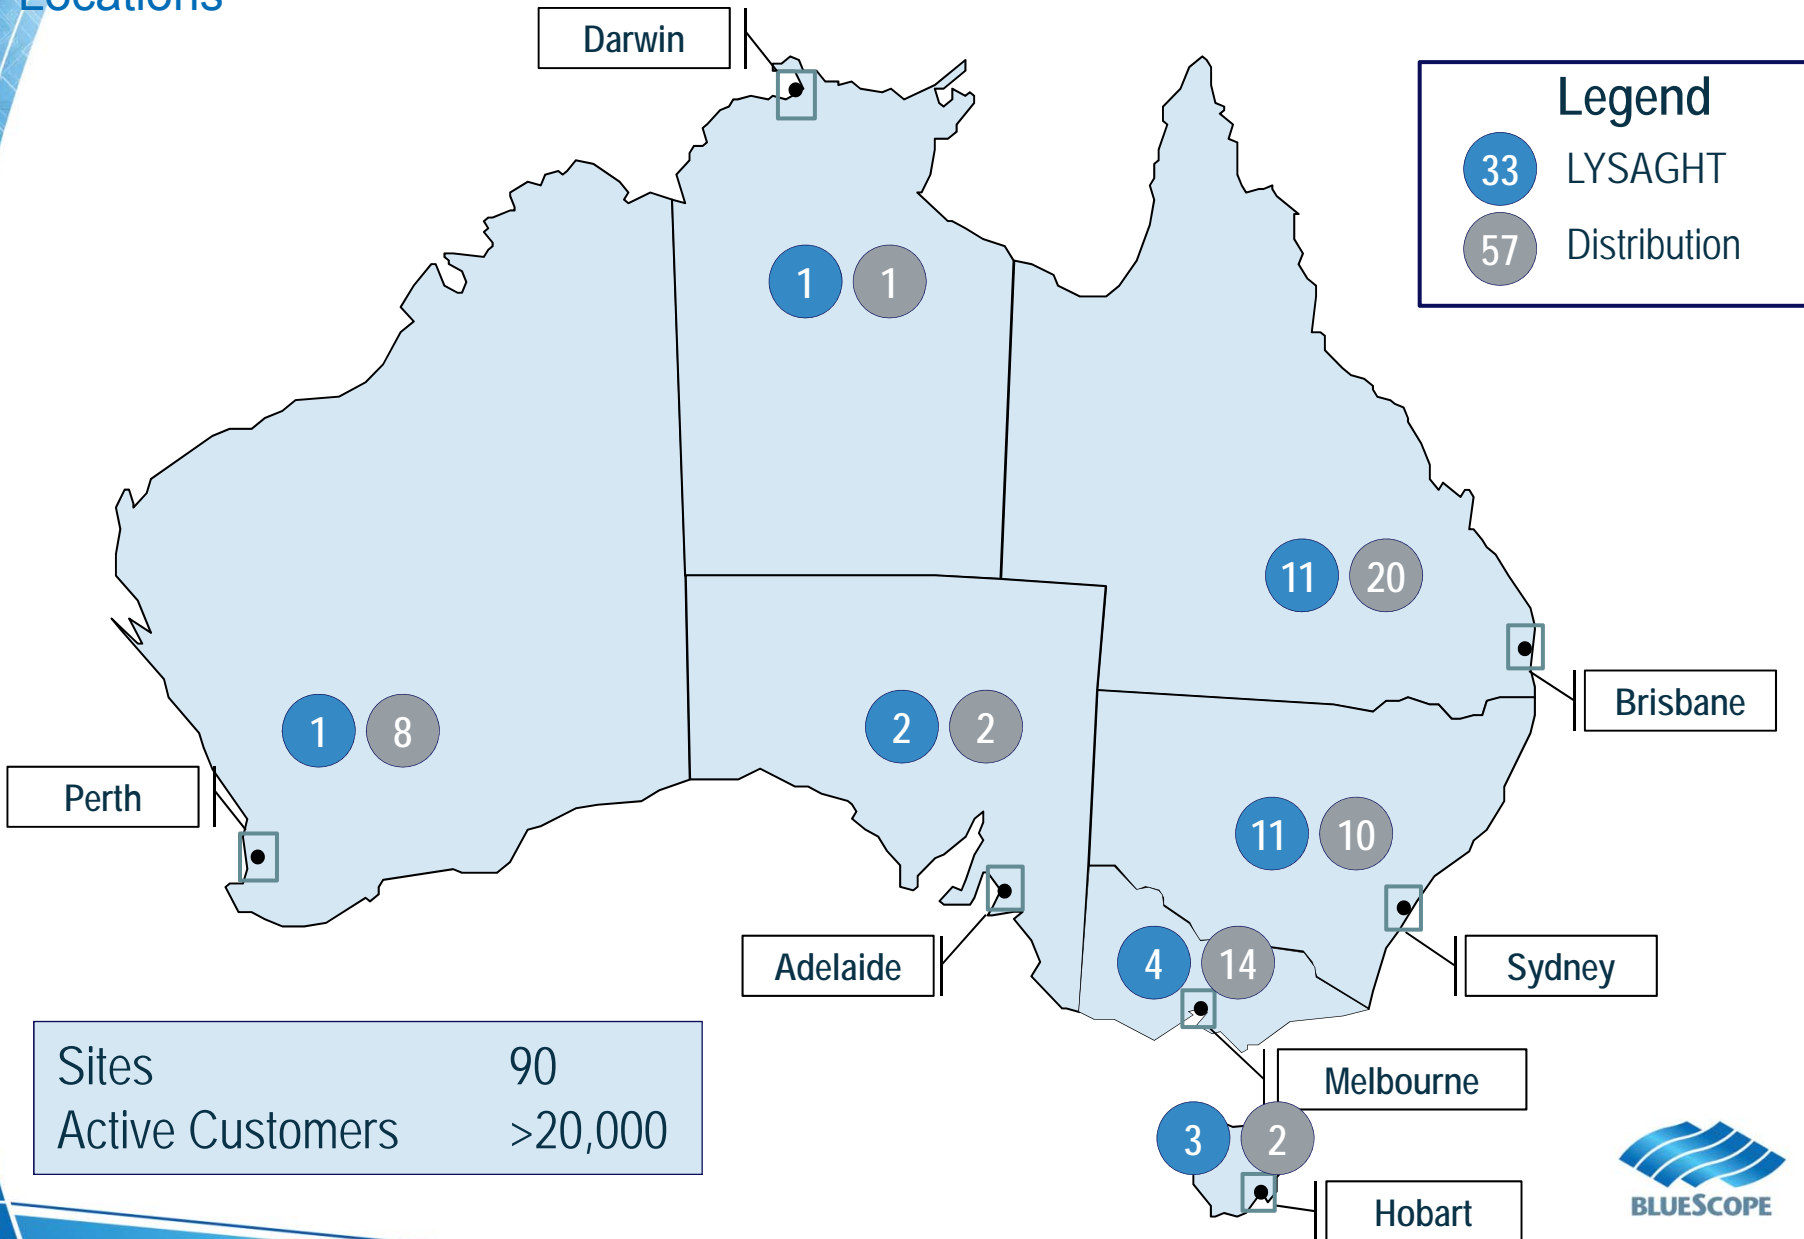 Locations
Darwin
Legend
33 LYSAGHT
57 Distribution
1 1
11 20
1 8
2 2
Brisbane
Perth
11 10
Adelaide
4 14
Sydney
Sites 90
Active Customers >20,000
Melbourne
3 2
Hobart
BLUESCOPE